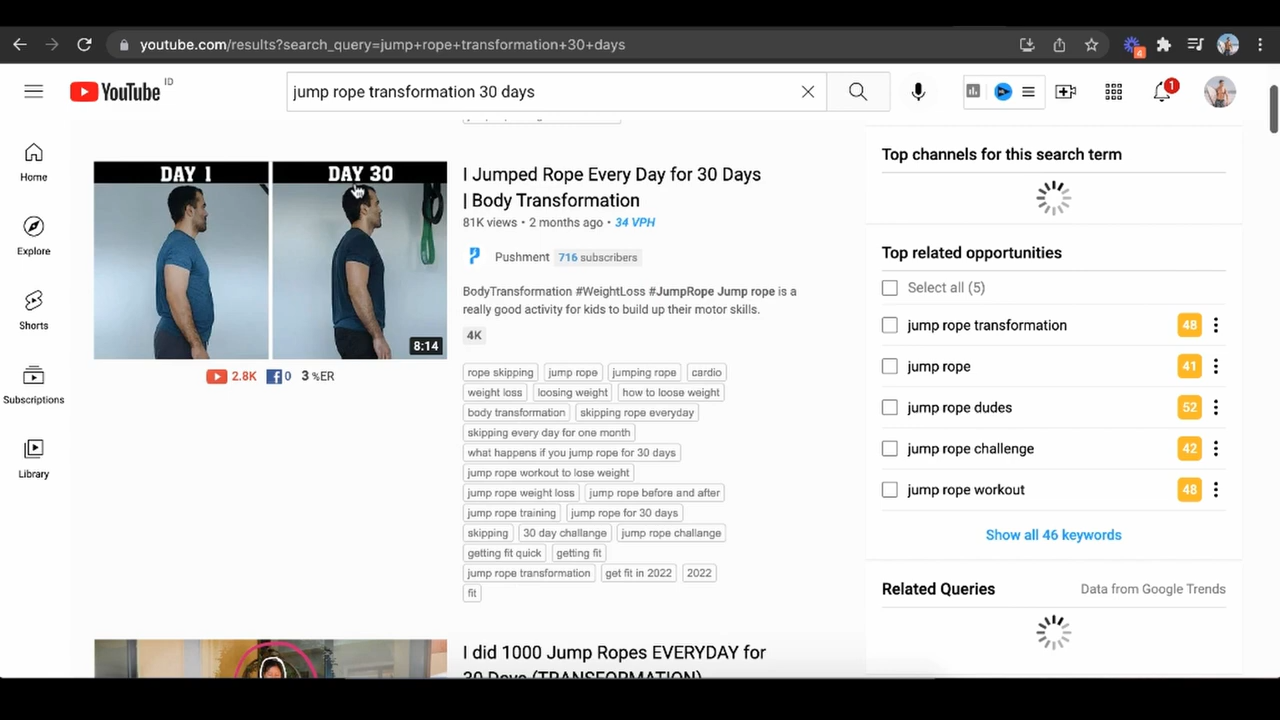 youtube.com/results?search_query=jump+rope+transformation+30+days
4
YouTube ID
jump rope transformation 30 days
1
Home
Explore
Shorts
Subscriptions
Library
DAY 1
DAY 30
8:14
2.8K 0 3 %ER
I Jumped Rope Every Day for 30 Days
| Body Transformation
81K views • 2 months ago • 34 VPH
Pushment 716 subscribers
BodyTransformation #WeightLoss #JumpRope Jump rope is a
really good activity for kids to build up their motor skills.
4K
rope skipping jump rope jumping rope cardio
weight loss loosing weight how to loose weight
body transformation skipping rope everyday
skipping every day for one month
what happens if you jump rope for 30 days
jump rope workout to lose weight
jump rope weight loss jump rope before and after
jump rope training jump rope for 30 days
skipping 30 day challange jump rope challange
getting fit quick getting fit
jump rope transformation get fit in 2022 2022
fit
I did 1000 Jump Ropes EVERYDAY for
30 Days (TRANSFORMATION)
Top channels for this search term
Top related opportunities
Select all (5)
jump rope transformation 48
jump rope 41
jump rope dudes 52
jump rope challenge 42
jump rope workout 48
Show all 46 keywords
Related Queries Data from Google Trends